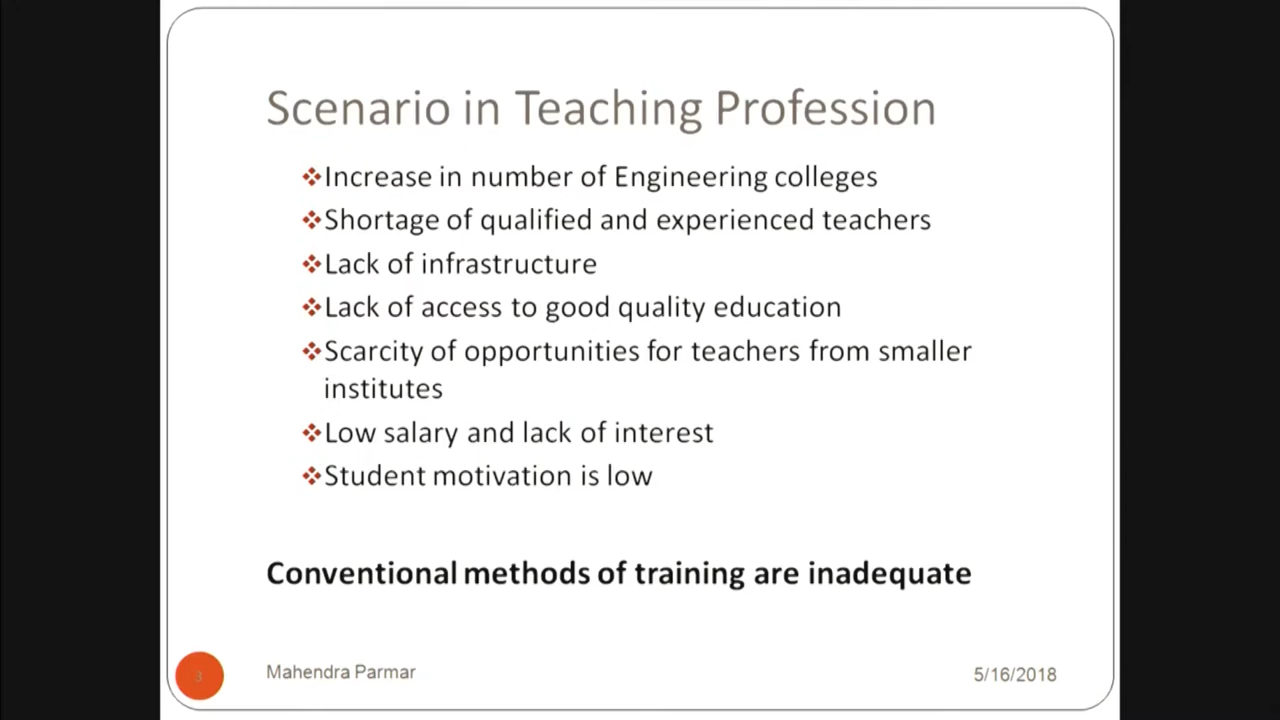 Scenario in Teaching Profession
Increase in number of Engineering colleges
Shortage of qualified and experienced teachers
Lack of infrastructure
Lack of access to good quality education
Scarcity of opportunities for teachers from smaller
institutes
Low salary and lack of interest
Student motivation is low
Conventional methods of training are inadequate
3
Mahendra Parmar
5/16/2018